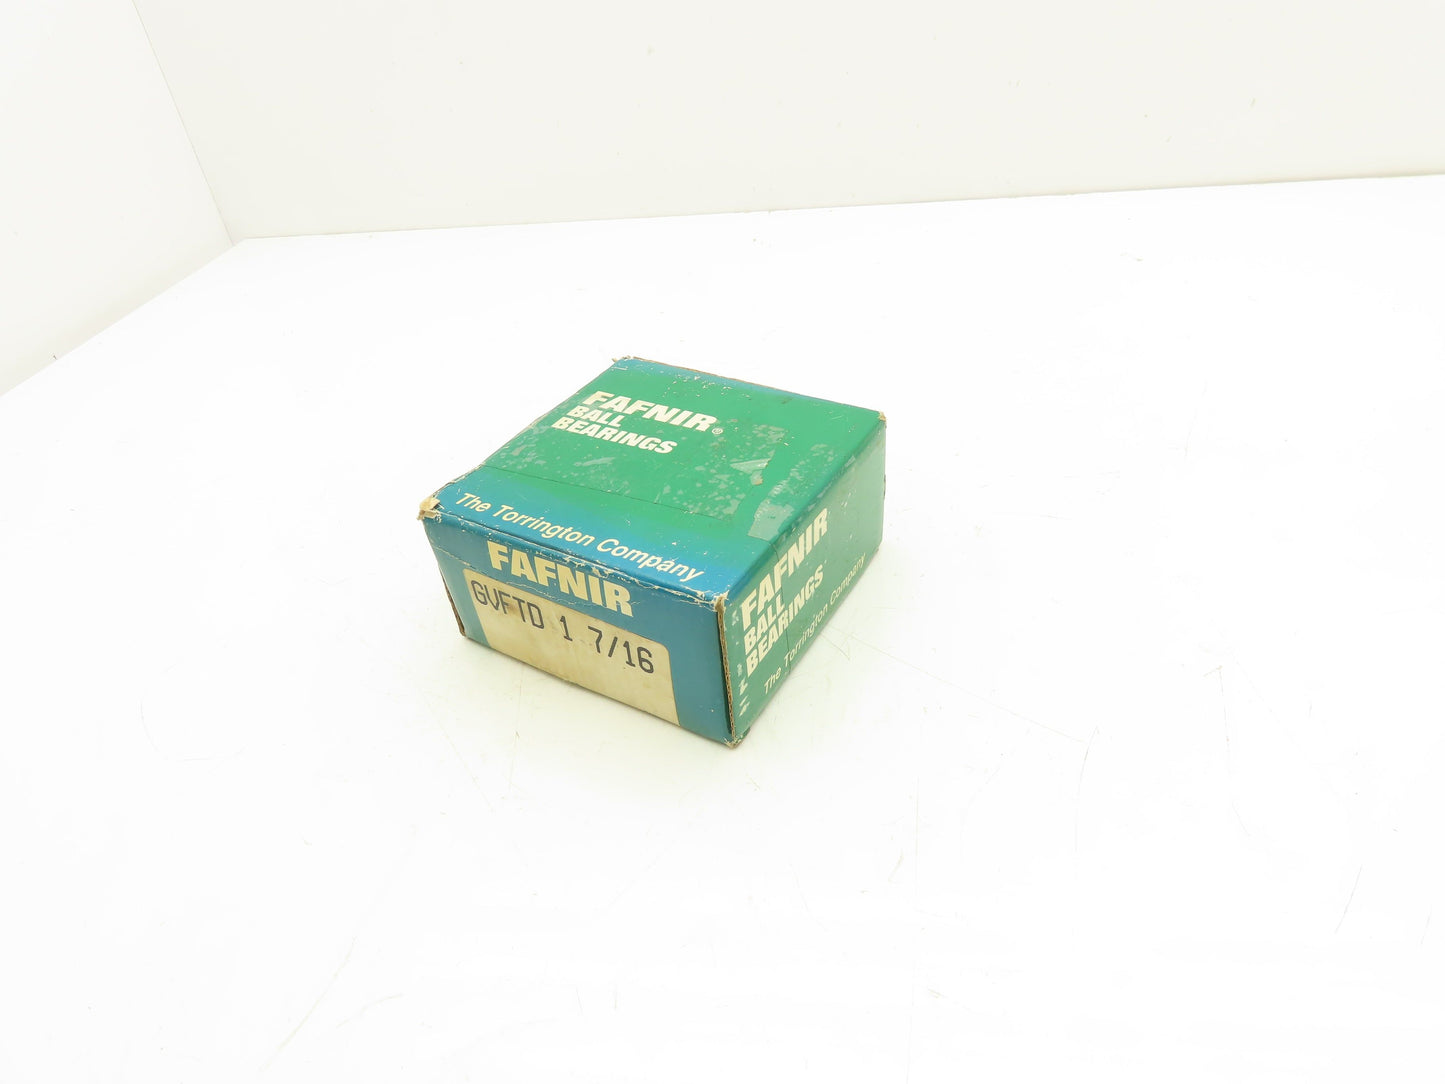 FAFNIR®
BALL
BEARINGS
The Torrington Company
FAFNIR
GVFTD 1 7/16
FAFNIR
BALL
BEARINGS
The Torrington Company